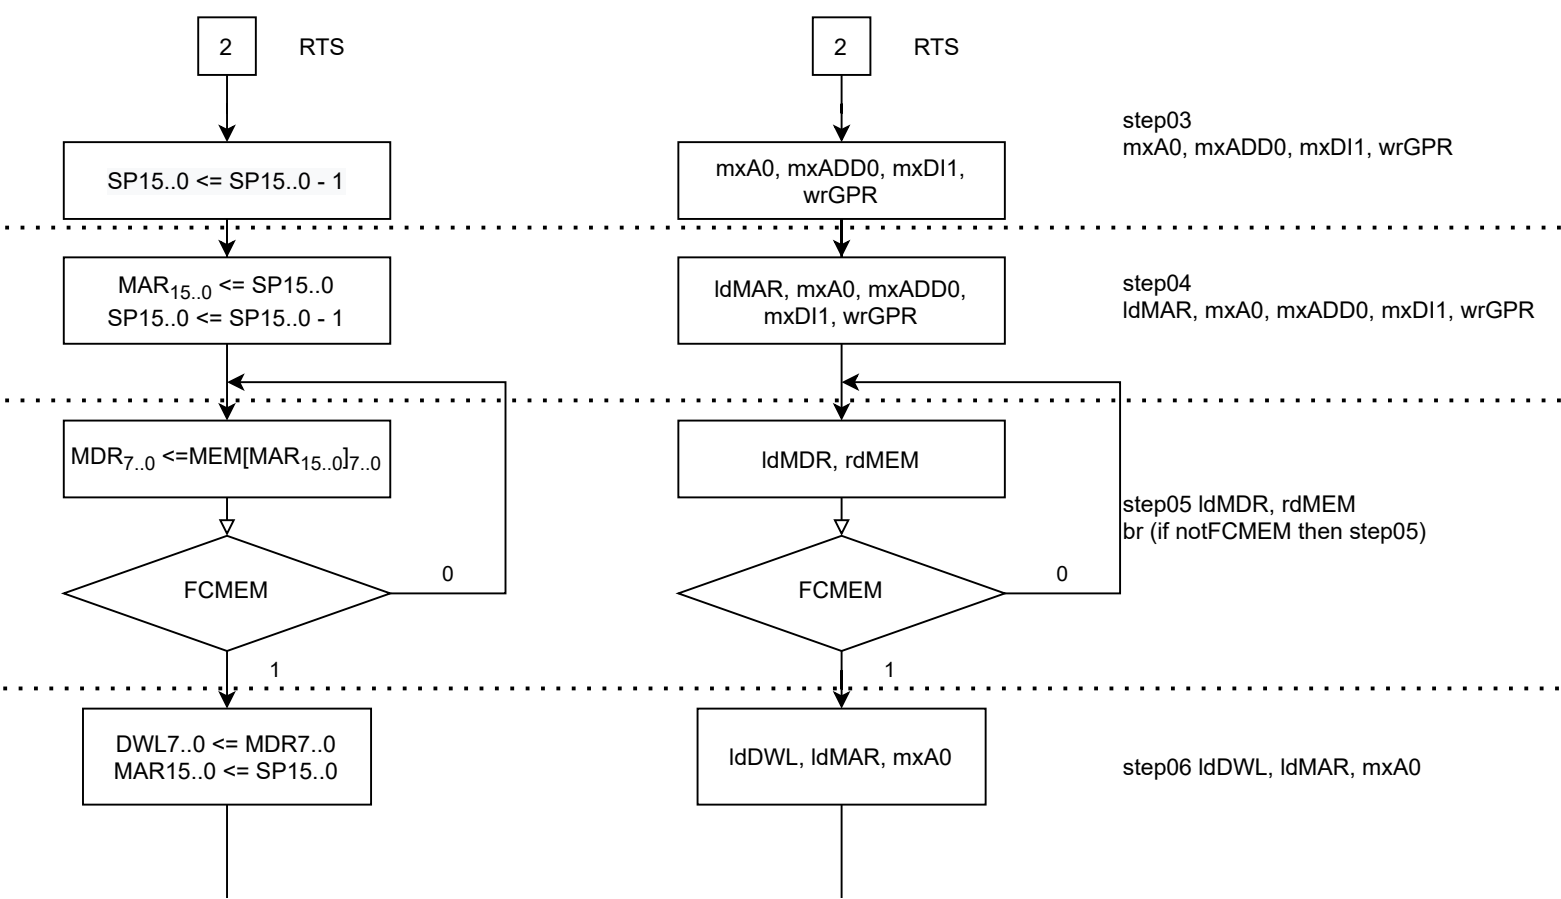 2 RTS
2 RTS
SP15..0 <= SP15..0 - 1
mxA0, mxADD0, mxDI1,
wrGPR
step03
mxA0, mxADD0, mxDI1, wrGPR
MAR15..0 <= SP15..0
SP15..0 <= SP15..0 - 1
ldMAR, mxA0, mxADD0,
mxDI1, wrGPR
step04
ldMAR, mxA0, mxADD0, mxDI1, wrGPR
MDR7..0 <=MEM[MAR15..0]7..0
ldMDR, rdMEM
step05 ldMDR, rdMEM
br (if notFCMEM then step05)
FCMEM
0
1
FCMEM
0
1
DWL7..0 <= MDR7..0
MAR15..0 <= SP15..0
ldDWL, ldMAR, mxA0
step06 ldDWL, ldMAR, mxA0